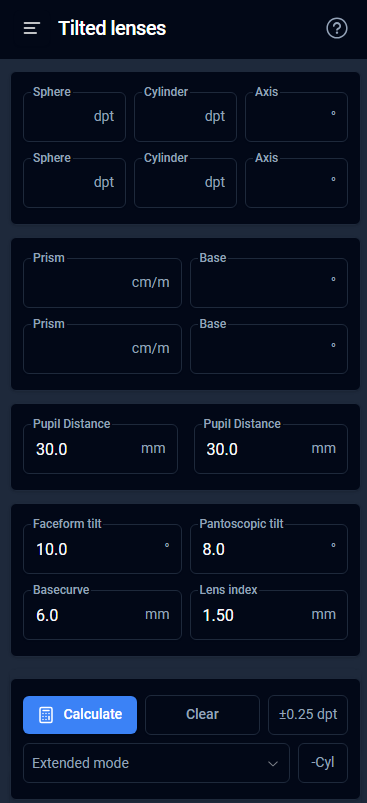 Tilted lenses
Sphere Cylinder Axis
dpt dpt °
Sphere Cylinder Axis
dpt dpt °
Prism Base
cm/m °
Prism Base
cm/m °
Pupil Distance Pupil Distance
30.0 mm 30.0 mm
Faceform tilt Pantoscopic tilt
10.0 ° 8.0 °
Basecurve Lens index
6.0 mm 1.50 mm
Calculate Clear ±0.25 dpt
Extended mode -Cyl